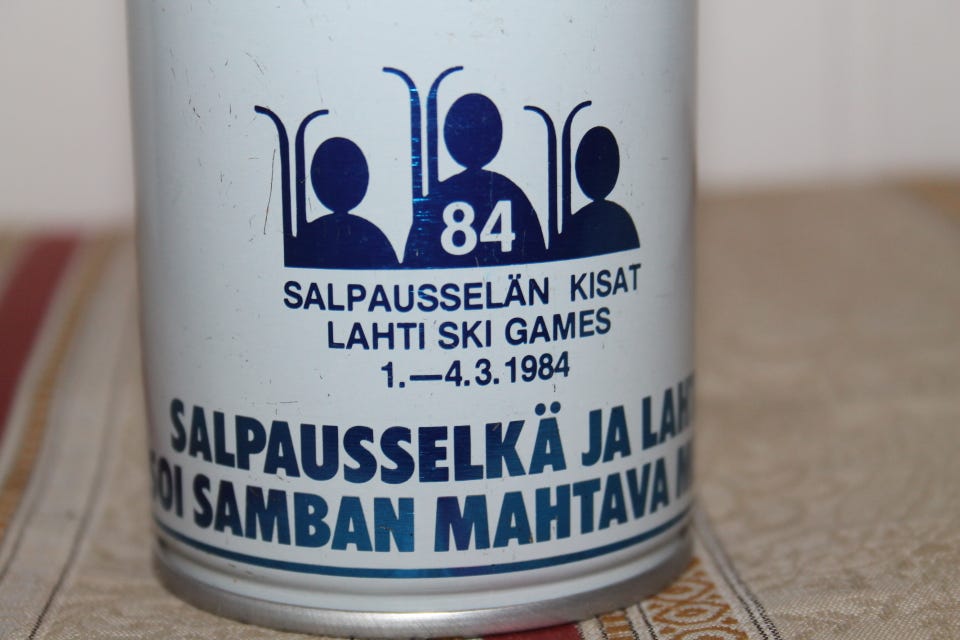 84
SALPAUSSELÄN KISAT
LAHTI SKI GAMES
1.—4.3.1984
SALPAUSSELKÄ JA
SAMBAN MAHTAVA